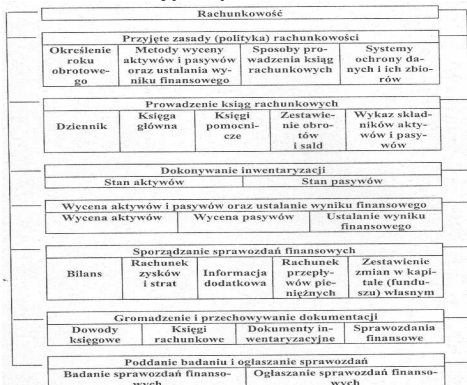 Rachunkowość
Przyjęte zasady (polityka) rachunkowości
Określenie roku obrotowe-
go
Metody wyceny aktywów i pasywów oraz ustalania wy-
niku finansowego
Sposoby pro-
wadzenia ksiąg rachunkowych
Systemy ochrony da-
nych i ich zbio-
rów
Prowadzenie ksiąg rachunkowych
Dziennik
Księga
główna
Księgi
pomocni-
cze
Zestawie-
nie obro-
tów
i sald
Wykaz skład-
ników akty-
wów i pasy-
wów
Dokonywanie inwentaryzacji
Stan aktywów
Stan pasywów
Wycena aktywów i pasywów oraz ustalanie wyniku finansowego
Wycena aktywów
Wycena pasywów
Ustalanie wyniku
finansowego
Sporządzanie sprawozdań finansowych
Bilans
Rachunek
zysków
i strat
Informacja
dodatkowa
Rachunek
przepły-
wów pie-
niężnych
Zestawienie
zmian w kapi-
tale (fundu-
szu) własnym
Gromadzenie i przechowywanie dokumentacji
Dowody
księgowe
Księgi
rachunkowe
Dokumenty in-
wentaryzacyjne
Sprawozdania
finansowe
Poddanie badaniu i ogłaszanie sprawozdań
Badanie sprawozdań finanso-
wych
Ogłaszanie sprawozdań finanso-
wych